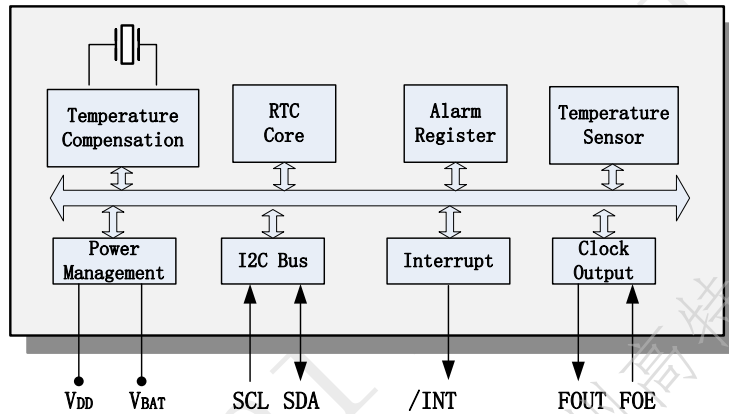 Temperature
Compensation
RTC
Core
Alarm
Register
Temperature
Sensor
Power
Management
I2C Bus
Interrupt
Clock
Output
VDD VBAT SCL SDA /INT FOUT FOE